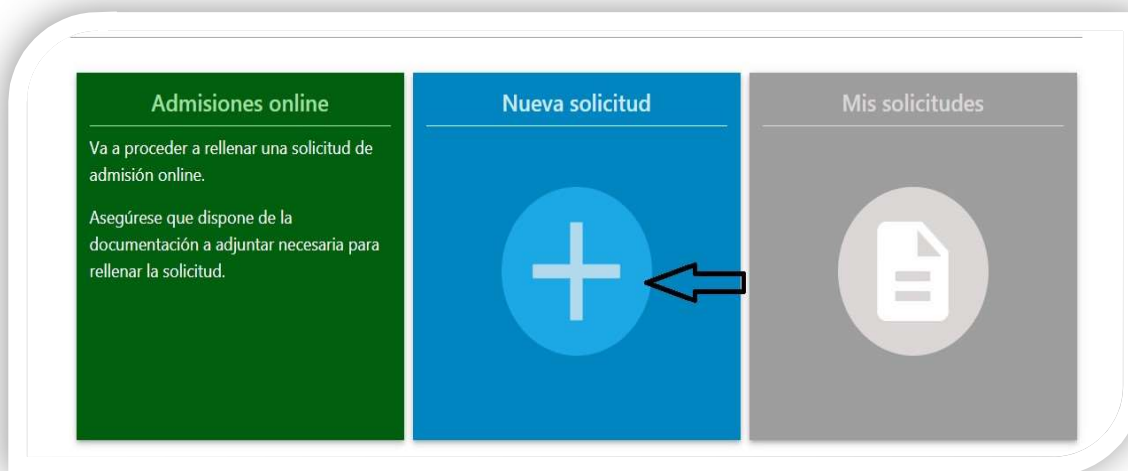 Admisiones online
Va a proceder a rellenar una solicitud de
admisión online.
Asegúrese que dispone de la
documentación a adjuntar necesaria para
rellenar la solicitud.
Nueva solicitud
Mis solicitudes